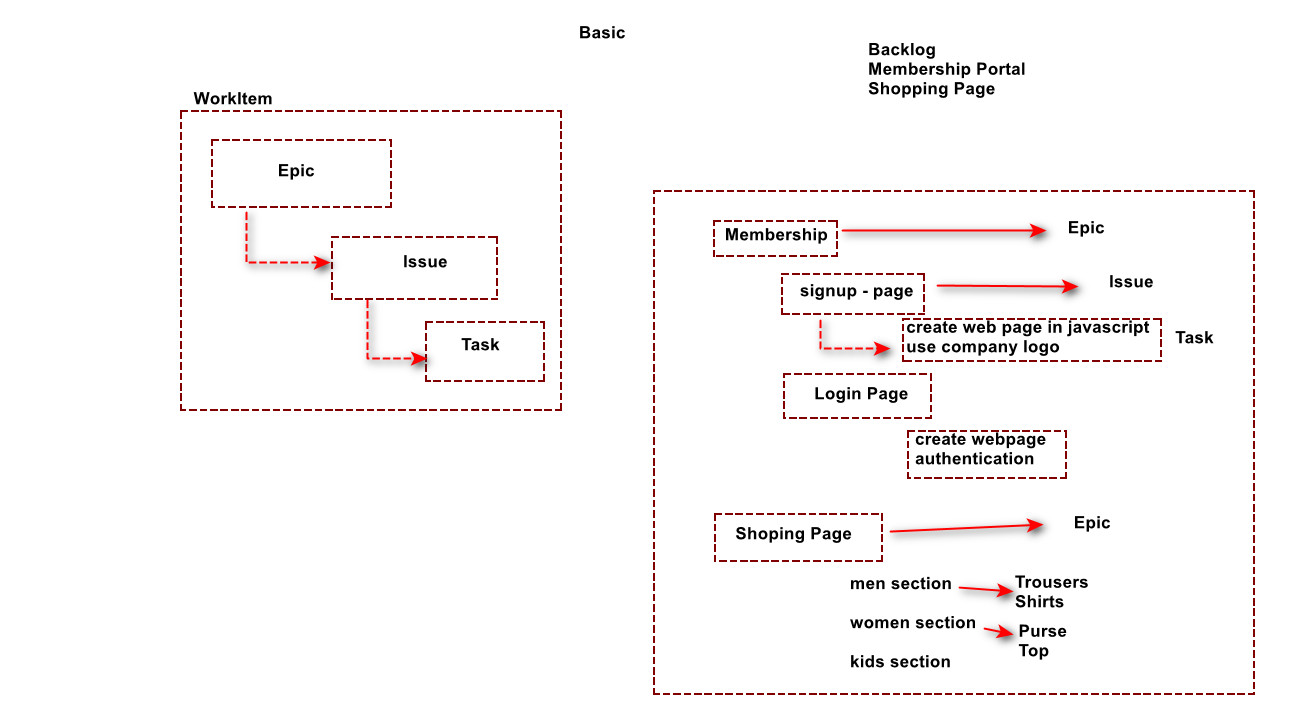 Basic
Backlog
Membership Portal
Shopping Page
WorkItem
Epic
Issue
Task
Membership
Epic
signup - page
Issue
create web page in javascript
use company logo
Task
Login Page
create webpage
authentication
Shoping Page
Epic
men section
Trousers
Shirts
women section
Purse
Top
kids section